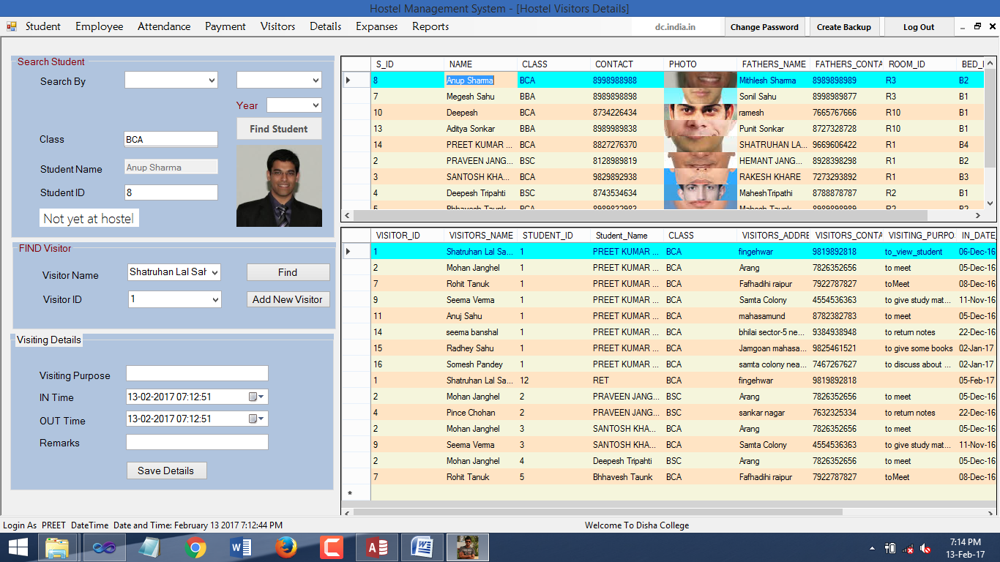 Hostel Management System - [Hostel Visitors Details]
Student Employee Attendance Payment Visitors Details Expanses Reports dc.india.in Change Password Create Backup Log Out
Search Student
Search By
Year
Find Student
Class BCA
Student Name Anup Sharma
Student ID 8
Not yet at hostel
FIND Visitor
Visitor Name Shatruhan Lal Sah Find
Visitor ID 1 Add New Visitor
Visiting Details
Visiting Purpose
IN Time 13-02-2017 07:12:51
OUT Time 13-02-2017 07:12:51
Remarks
Save Details
S_ID NAME CLASS CONTACT PHOTO FATHERS_NAME FATHERS_CONTA ROOM_ID BED_I
8 Anup Sharma BCA 8998988988 Mithlesh Sharma 8989898989 R3 B2
7 Megesh Sahu BBA 8989898898 Sonil Sahu 8998989877 R3 B1
10 Deepesh BCA 8734226434 ramesh 7665767666 R10 B1
13 Aditya Sonkar BBA 8989989838 Punit Sonkar 8727328728 R10 B1
14 PREET KUMAR ... BCA 8827276370 SHATRUHAN LA... 9669606422 R1 B4
2 PRAVEEN JANG... BSC 8128989819 HEMANT JANG... 8928398298 R1 B2
3 SANTOSH KHA... BCA 9829892938 RAKESH KHARE 7273293892 R1 B3
4 Deepesh Tripahti BSC 8743534634 MaheshTripathi 8788878787 R2 B1
5 Bhhavesh Taunk BCA 8989832983 Mahesh Taunk 8989898989 R2 B2
VISITOR_ID VISITORS_NAME STUDENT_ID Student_Name CLASS VISITORS_ADDRE VISITORS_CONTA VISITING_PURPO IN_DATE
1 Shatruhan Lal Sa... 1 PREET KUMAR ... BCA fingehwar 9819892818 to_view_student 06-Dec-16
2 Mohan Janghel 1 PREET KUMAR ... BCA Arang 7826352656 to meet 05-Dec-16
7 Rohit Tanuk 1 PREET KUMAR ... BCA Fafhadihi raipur 7922787827 toMeet 08-Dec-16
9 Seema Verma 1 PREET KUMAR ... BCA Samta Colony 4554536363 to give study mat... 11-Nov-16
11 Anuj Sahu 1 PREET KUMAR ... BCA mahasamund 8782382783 to meet 05-Dec-16
14 seema banshal 1 PREET KUMAR ... BCA bhilai sector-5 ne... 9384938948 to return notes 22-Dec-16
15 Radhey Sahu 1 PREET KUMAR ... BCA Jamgoan mahasa... 9825461521 to give some books 02-Jan-17
16 Somesh Pandey 1 PREET KUMAR ... BCA samta colony nea... 7467267627 to discuss about ... 02-Jan-17
1 Shatruhan Lal Sa... 12 RET BCA fingehwar 9819892818 05-Feb-17
2 Mohan Janghel 2 PRAVEEN JANG... BSC Arang 7826352656 to meet 05-Dec-16
4 Pince Chohan 2 PRAVEEN JANG... BSC sankar nagar 7632325334 to return notes 22-Dec-16
2 Mohan Janghel 3 SANTOSH KHA... BCA Arang 7826352656 to meet 05-Dec-16
9 Seema Verma 3 SANTOSH KHA... BCA Samta Colony 4554536363 to give study mat... 11-Nov-16
2 Mohan Janghel 4 Deepesh Tripahti BSC Arang 7826352656 to meet 05-Dec-16
7 Rohit Tanuk 5 Bhhavesh Taunk BCA Fafhadihi raipur 7922787827 toMeet 08-Dec-16
Login As PREET DateTime Date and Time: February 13 2017 7:12:44 PM Welcome To Disha College
7:14 PM
13-Feb-17